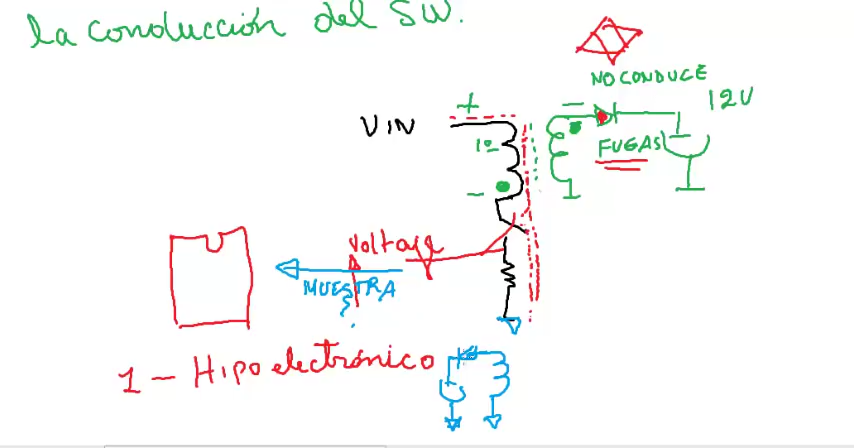 la conducción del SW.
NO CONDUCE
+
12V
VIN
1º
FUGAS
-
voltaje
MUESTRA
1 - Hipo electrónico